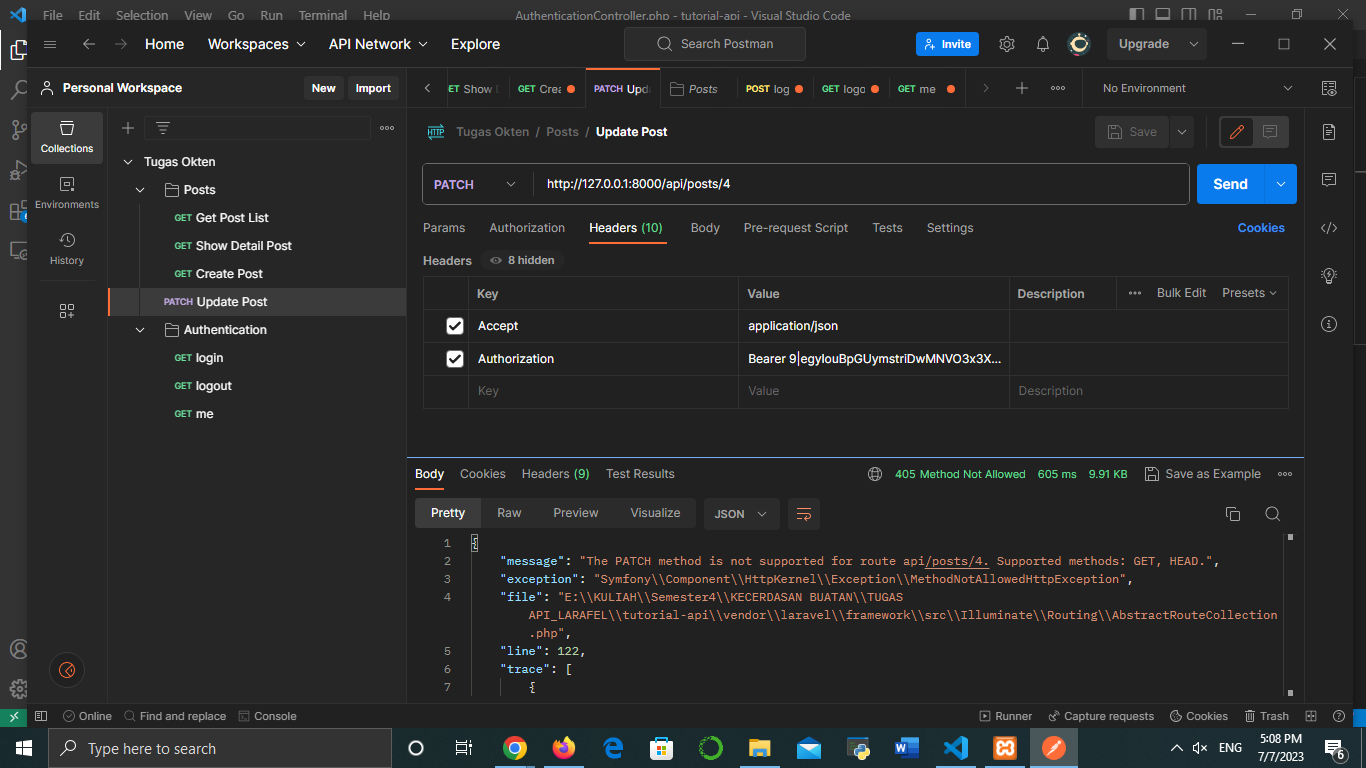 File Edit Selection View Go Run Terminal Help AuthenticationController.php - tutorial-api - Visual Studio Code
Home Workspaces API Network Explore Search Postman Invite Upgrade
Personal Workspace New Import
ET Show GET Crea PATCH Upd Posts POST log GET logo GET me No Environment
Collections
Environments
History
Tugas Okten
Posts
GET Get Post List
GET Show Detail Post
GET Create Post
PATCH Update Post
Authentication
GET login
GET logout
GET me
Tugas Okten / Posts / Update Post Save
PATCH http://127.0.0.1:8000/api/posts/4 Send
Params Authorization Headers (10) Body Pre-request Script Tests Settings Cookies
Headers 8 hidden
Key Value Description Bulk Edit Presets
Accept application/json
Authorization Bearer 9|egyIouBpGUymstriDwMNVO3x3X...
Key Value Description
Body Cookies Headers (9) Test Results 405 Method Not Allowed 605 ms 9.91 KB Save as Example
Pretty Raw Preview Visualize JSON
1 {
2 "message": "The PATCH method is not supported for route api/posts/4. Supported methods: GET, HEAD.",
3 "exception": "Symfony\\Component\\HttpKernel\\Exception\\MethodNotAllowedHttpException",
4 "file": "E:\\KULIAH\\Semester4\\KECERDASAN BUATAN\\TUGAS
API_LARAFEL\\tutorial-api\\vendor\\laravel\\framework\\src\\Illuminate\\Routing\\AbstractRouteCollection
.php",
5 "line": 122,
6 "trace": [
7 {
Online Find and replace Console Runner Capture requests Cookies Trash
Type here to search ENG 5:08 PM
7/7/2023 6